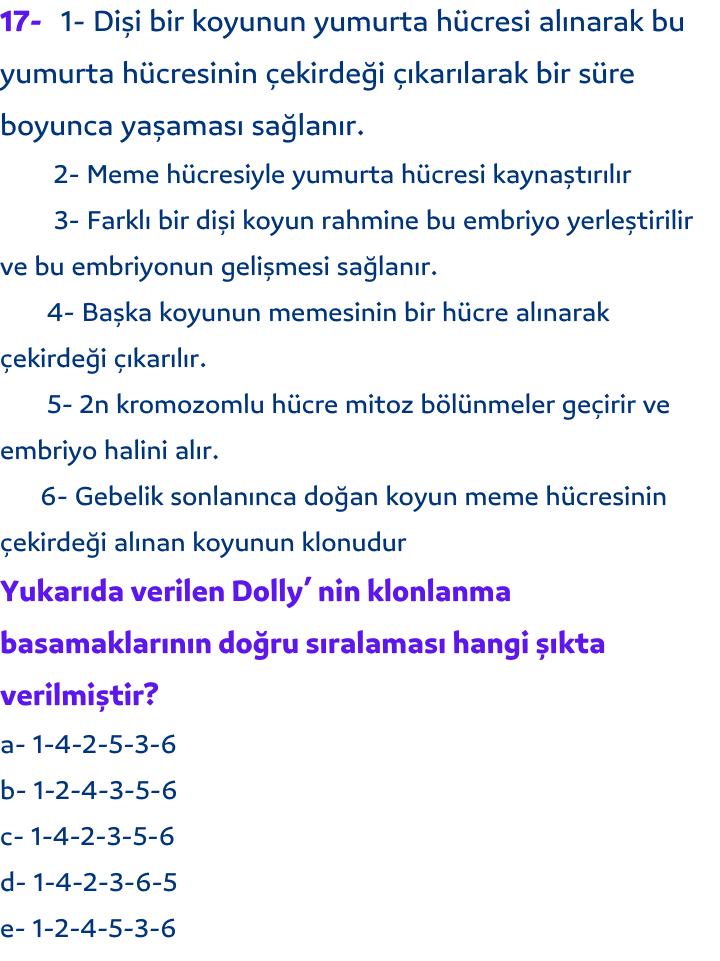 17- 1- Dişi bir koyunun yumurta hücresi alınarak bu
yumurta hücresinin çekirdeği çıkarılarak bir süre
boyunca yaşaması sağlanır.
2- Meme hücresiyle yumurta hücresi kaynaştırılır
3- Farklı bir dişi koyun rahmine bu embriyo yerleştirilir
ve bu embriyonun gelişmesi sağlanır.
4- Başka koyunun memesinin bir hücre alınarak
çekirdeği çıkarılır.
5- 2n kromozomlu hücre mitoz bölünmeler geçirir ve
embriyo halini alır.
6- Gebelik sonlanınca doğan koyun meme hücresinin
çekirdeği alınan koyunun klonudur
Yukarıda verilen Dolly’ nin klonlanma
basamaklarının doğru sıralaması hangi şıkta
verilmiştir?
a- 1-4-2-5-3-6
b- 1-2-4-3-5-6
c- 1-4-2-3-5-6
d- 1-4-2-3-6-5
e- 1-2-4-5-3-6